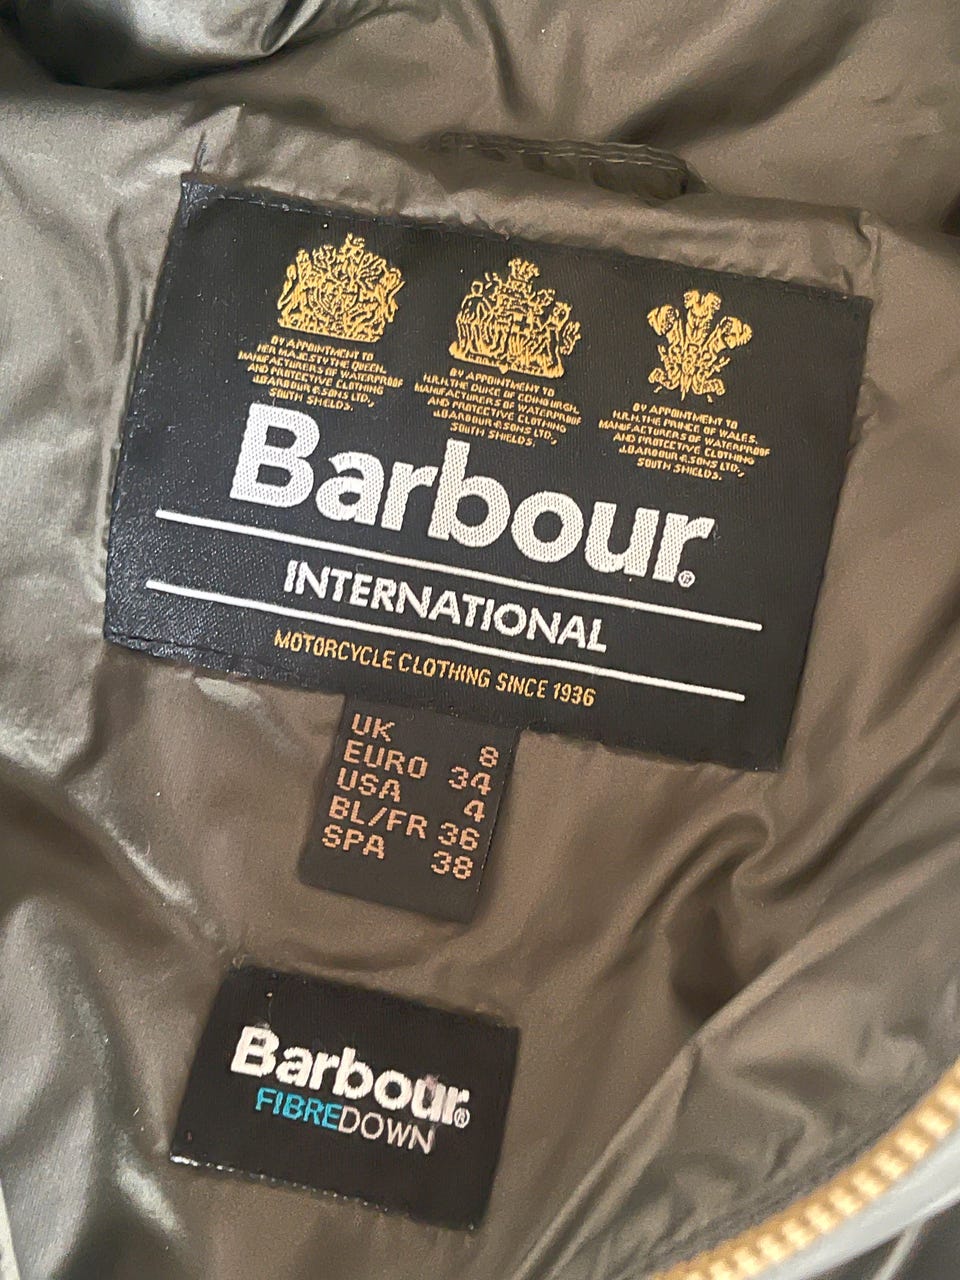 BY APPOINTMENT TO
HER MAJESTY THE QUEEN,
MANUFACTURERS OF WATERPROOF
AND PROTECTIVE CLOTHING
J.BARBOUR & SONS LTD.,
SOUTH SHIELDS.
BY APPOINTMENT TO
H.R.H. THE DUKE OF EDINBURGH,
MANUFACTURERS OF WATERPROOF
AND PROTECTIVE CLOTHING
J.BARBOUR & SONS LTD.,
SOUTH SHIELDS.
BY APPOINTMENT TO
H.R.H. THE PRINCE OF WALES,
MANUFACTURERS OF WATERPROOF
AND PROTECTIVE CLOTHING
J.BARBOUR & SONS LTD.,
SOUTH SHIELDS.
Barbour®
INTERNATIONAL
MOTORCYCLE CLOTHING SINCE 1936
UK 8
EURO 34
USA 4
BL/FR 36
SPA 38
Barbour®
FIBREDOWN